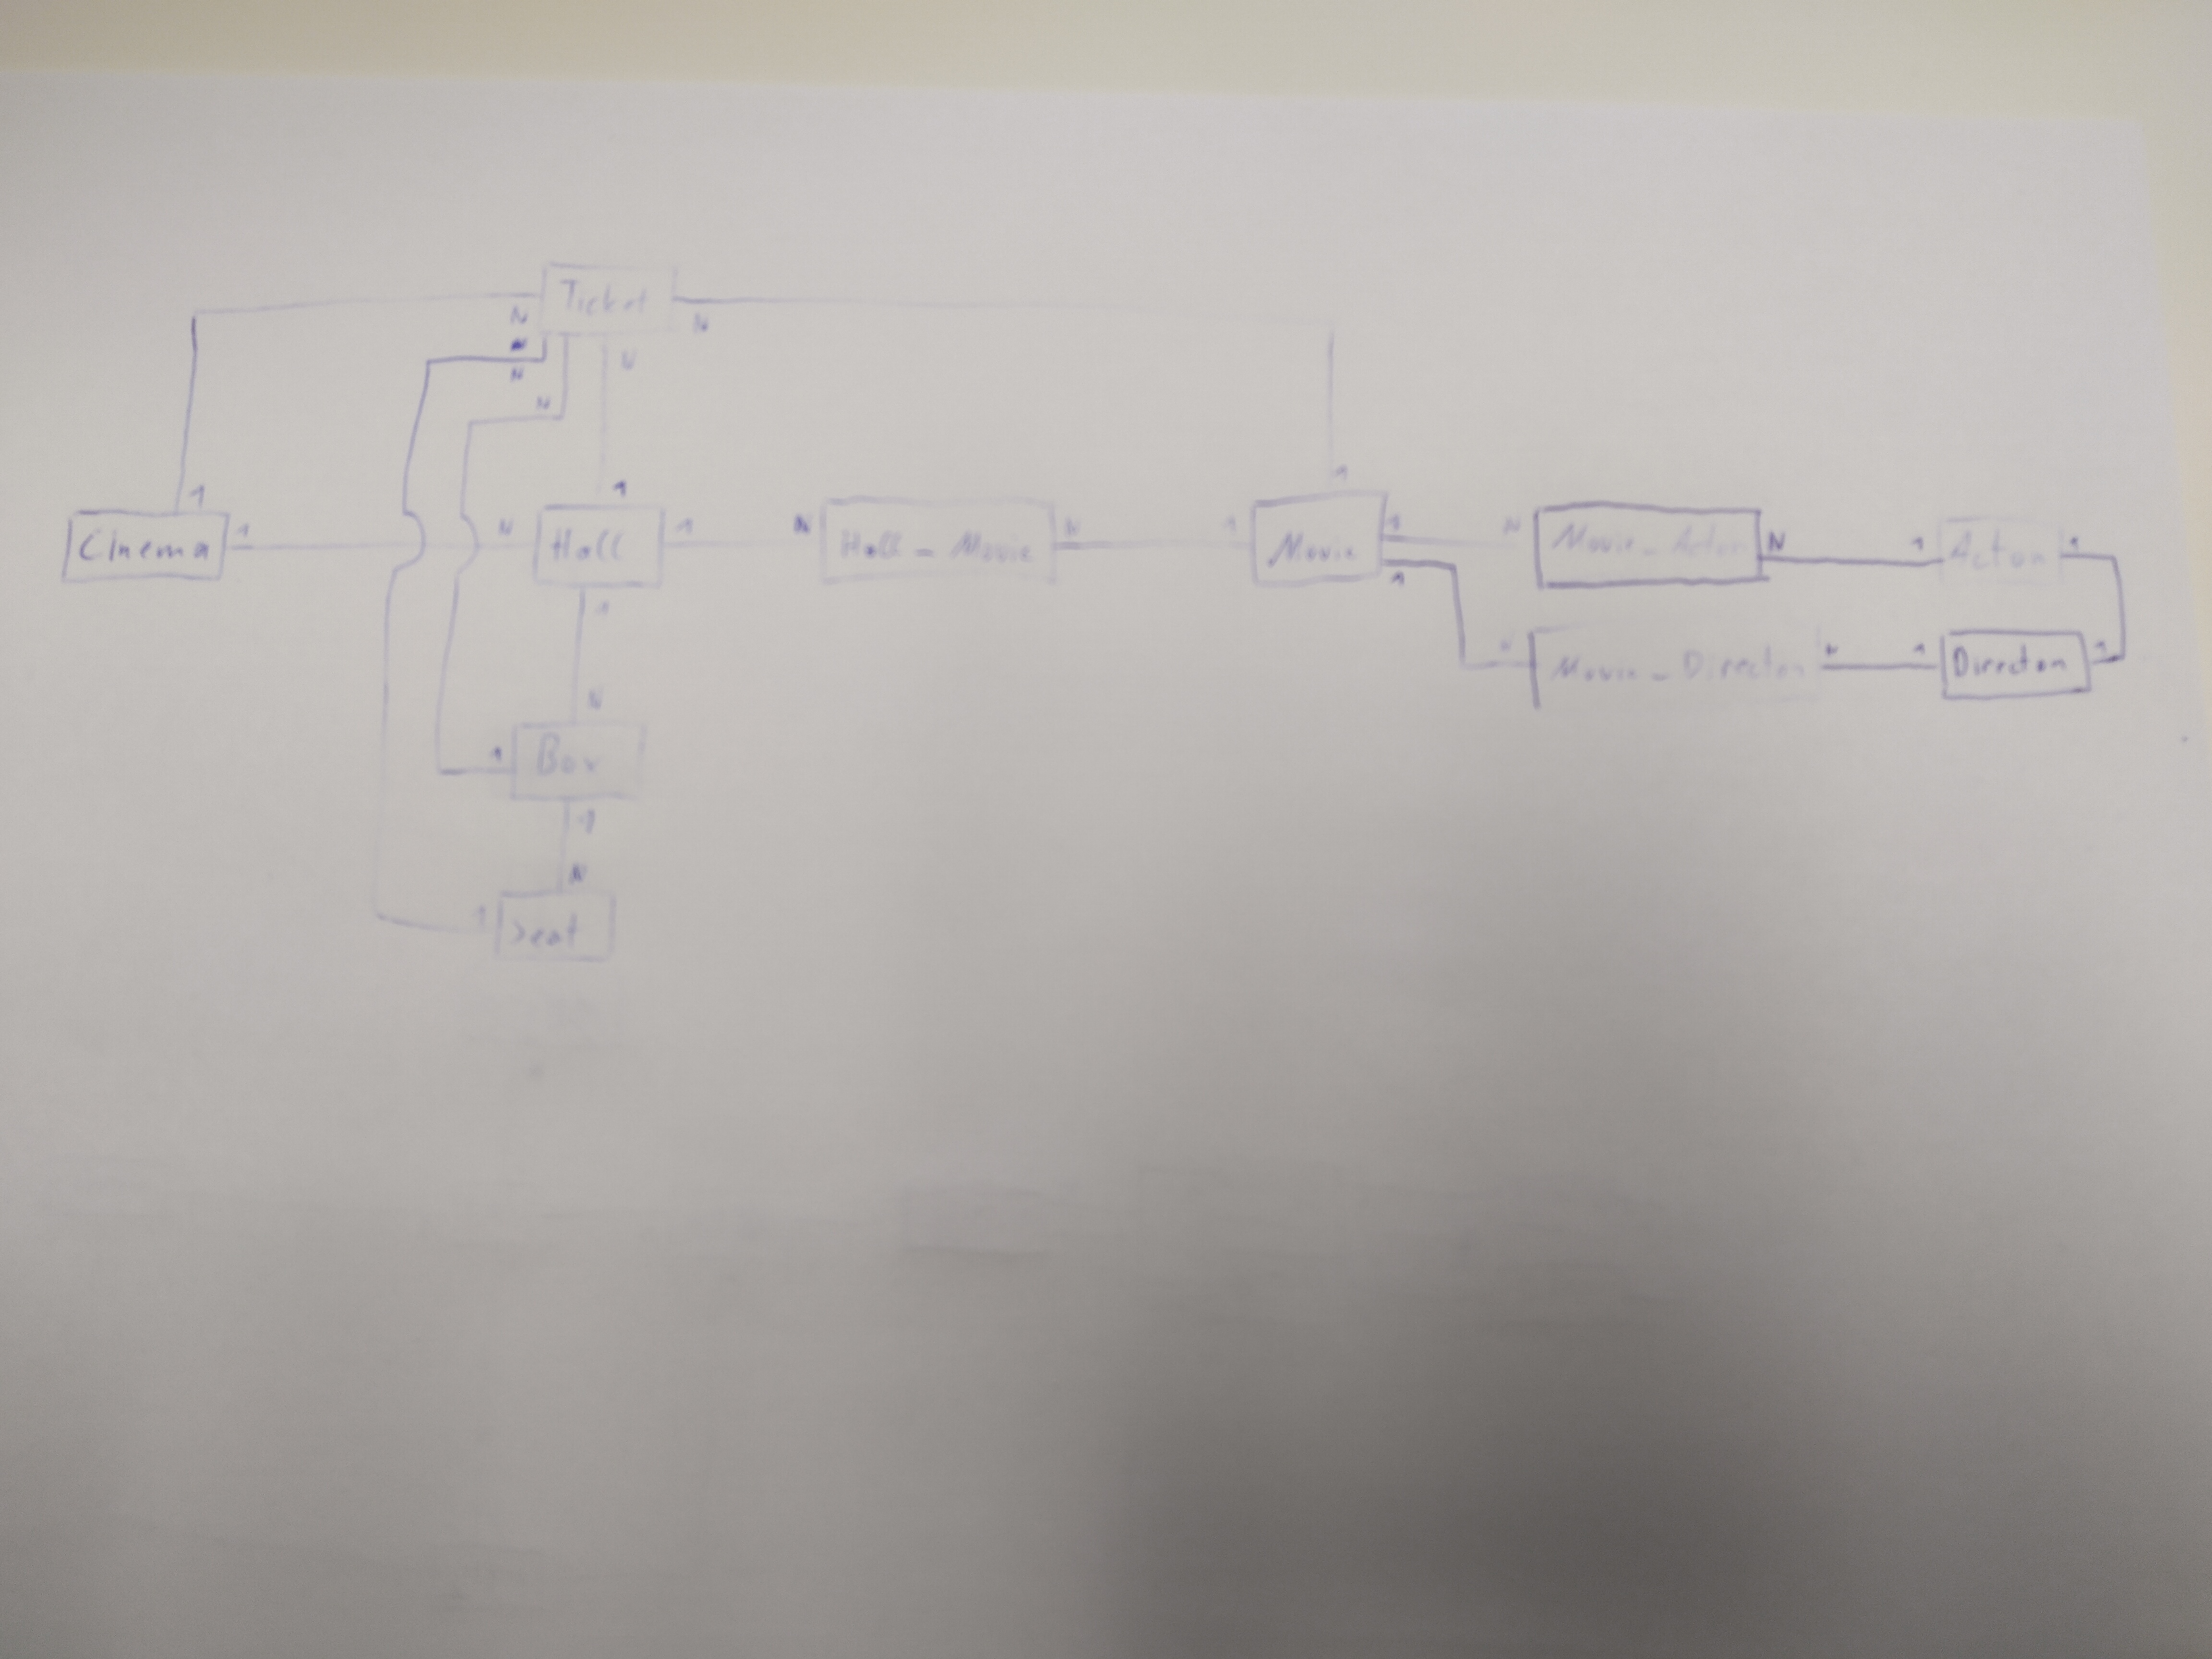 Ticket
N N N N N
1 1 N 1 1 N N 1 1 1 N N 1 1
Cinema Hall Hall - Movie Movie Movie - Actor Actor
1 N 1 N N 1 1
Box Movie - Director Director
1 1
N
Seat